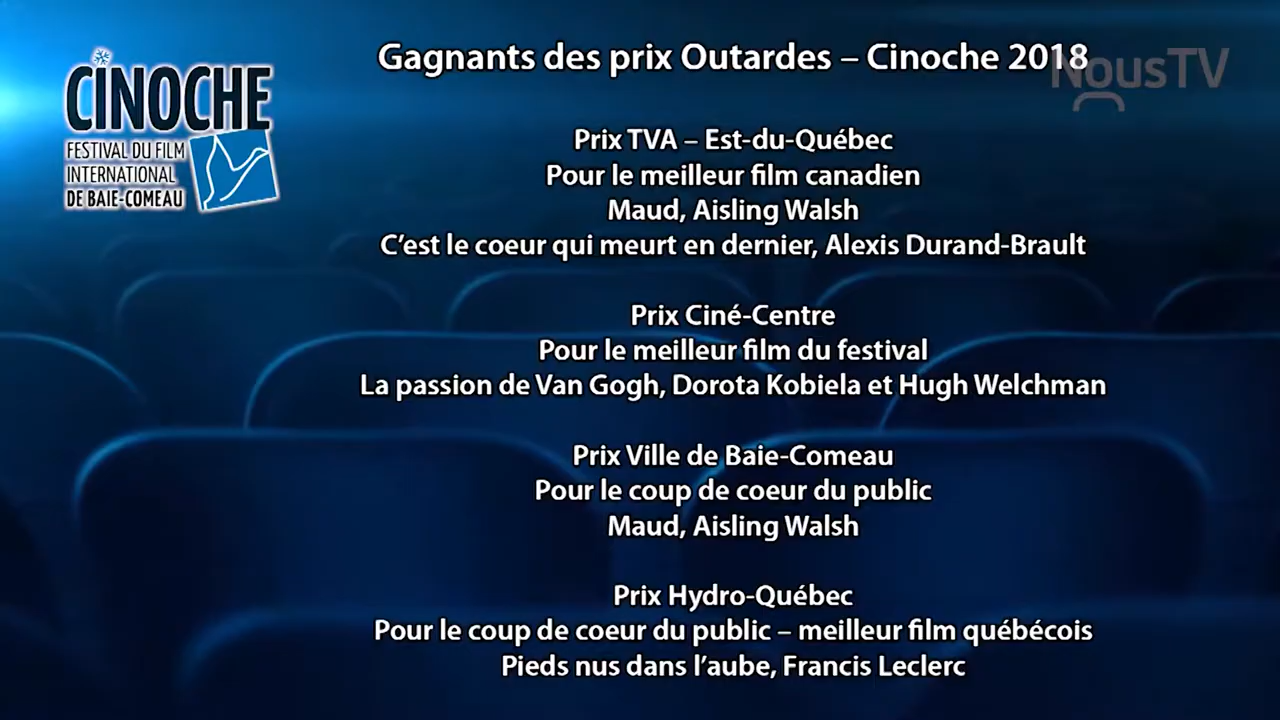 Gagnants des prix Outardes – Cinoche 2018
NousTV
CINOCHE
FESTIVAL DU FILM
INTERNATIONAL
DE BAIE-COMEAU
Prix TVA – Est-du-Québec
Pour le meilleur film canadien
Maud, Aisling Walsh
C’est le coeur qui meurt en dernier, Alexis Durand-Brault
Prix Ciné-Centre
Pour le meilleur film du festival
La passion de Van Gogh, Dorota Kobiela et Hugh Welchman
Prix Ville de Baie-Comeau
Pour le coup de coeur du public
Maud, Aisling Walsh
Prix Hydro-Québec
Pour le coup de coeur du public – meilleur film québécois
Pieds nus dans l’aube, Francis Leclerc